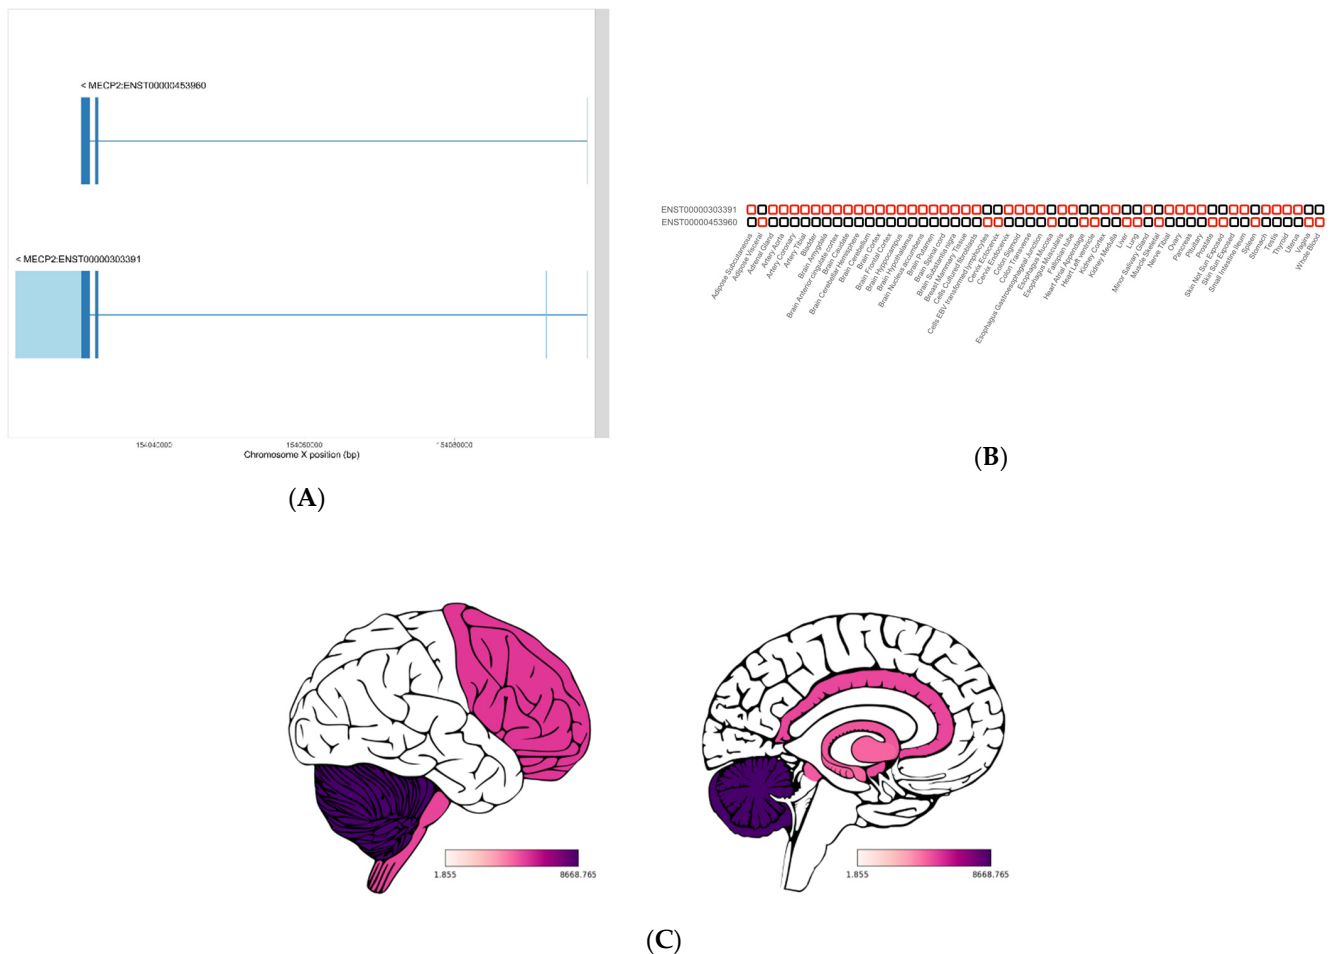 < MECP2:ENST00000453960
< MECP2:ENST00000303391
154040000 154060000
Chromosome X position (bp)
(A)
ENST00000303391
ENST00000453960
Adipose Subcutaneous
Adipose Visceral
Adrenal Gland
Artery Aorta
Artery Coronary
Artery Tibial
Bladder
Brain Amygdala
Brain Anterior cingulate cortex
Brain Caudate
Brain Cerebellar Hemisphere
Brain Cerebellum
Brain Cortex
Brain Frontal Cortex
Brain Hippocampus
Brain Hypothalamus
Brain Nucleus accumbens
Brain Putamen
Brain Spinal cord
Brain Substantia nigra
Breast Mammary Tissue
Cells Cultured fibroblasts
Cells EBV transformed lymphocytes
Cervix Ectocervix
Cervix Endocervix
Colon Sigmoid
Colon Transverse
Esophagus Gastroesophageal Junction
Esophagus Mucosa
Esophagus Muscularis
Fallopian tube
Heart Atrial Appendage
Heart Left Ventricle
Kidney Cortex
Kidney Medulla
Liver
Lung
Minor Salivary Gland
Muscle Skeletal
Nerve Tibial
Ovary
Pancreas
Pituitary
Prostate
Skin Not Sun Exposed
Skin Sun Exposed
Small Intestine Ileum
Spleen
Stomach
Testis
Thyroid
Uterus
Vagina
Whole Blood
(B)
1.855 8668.765
1.855 8668.765
(C)